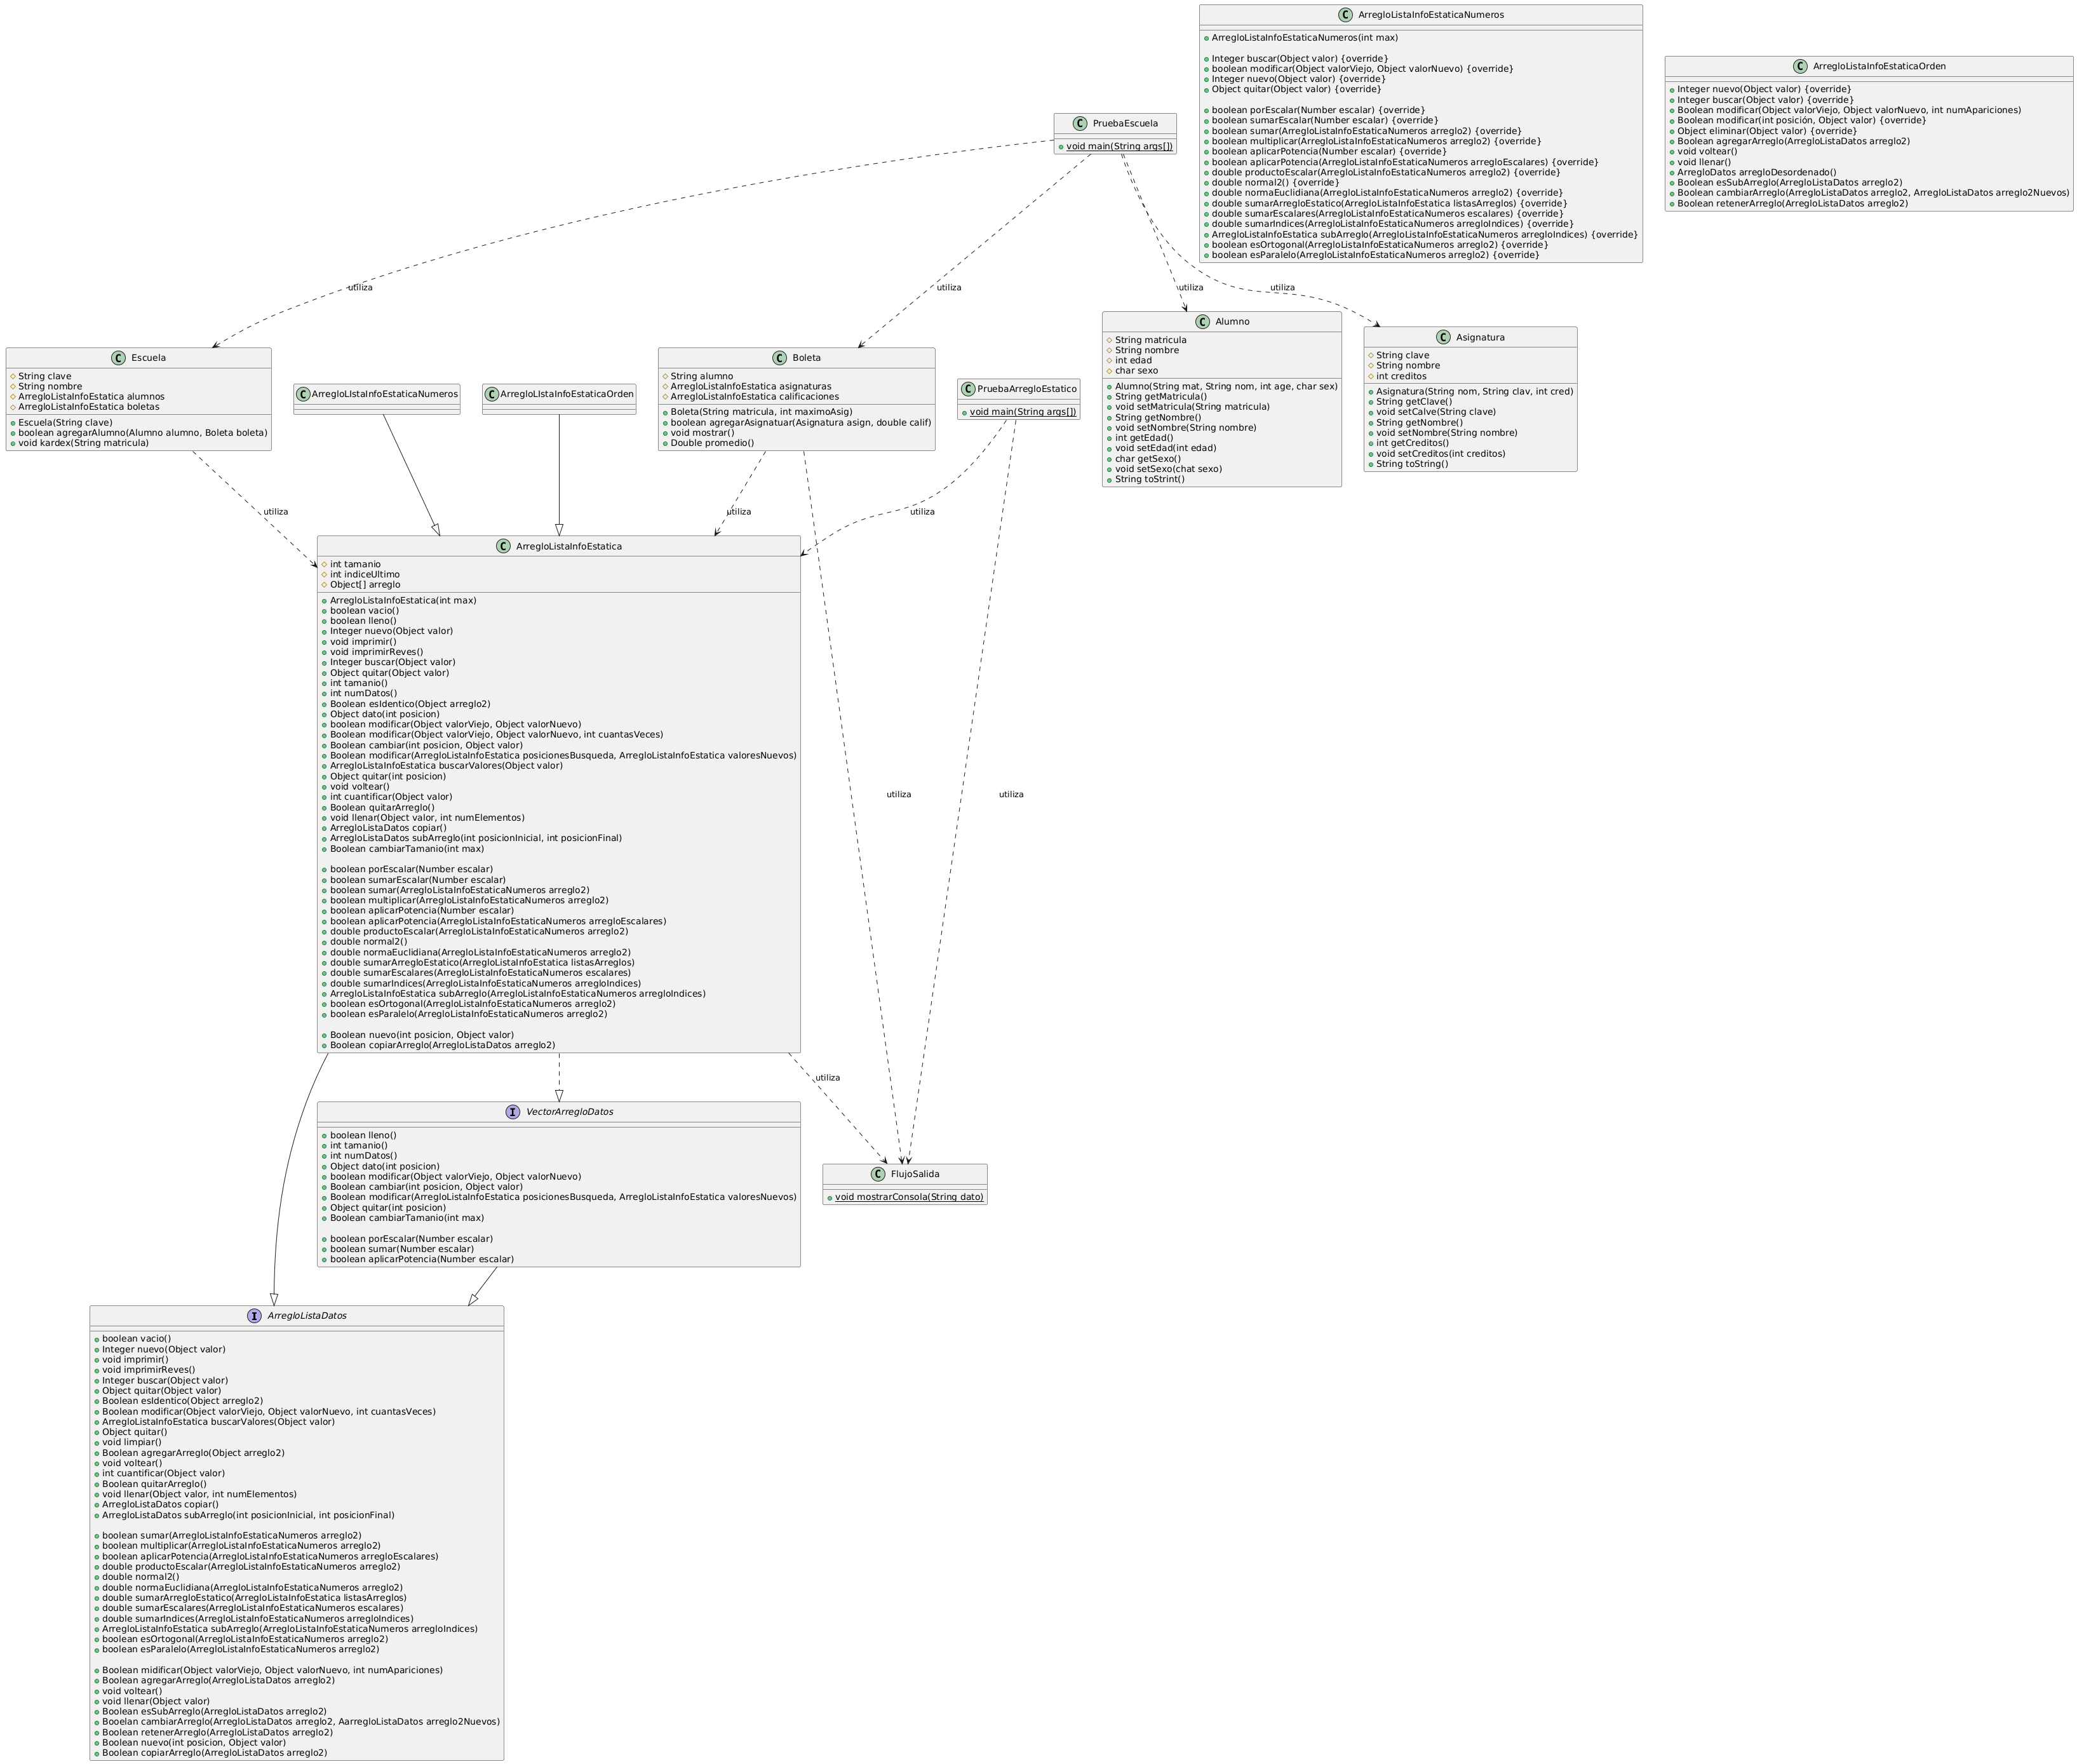 ArregloListaInfoEstaticaNumeros
ArregloListaInfoEstaticaNumeros(int max)
Integer buscar(Object valor) {override}
boolean modificar(Object valorViejo, Object valorNuevo) {override}
Integer nuevo(Object valor) {override}
Object quitar(Object valor) {override}
boolean porEscalar(Number escalar) {override}
boolean sumarEscalar(Number escalar) {override}
boolean sumar(ArregloListaInfoEstaticaNumeros arreglo2) {override}
boolean multiplicar(ArregloListaInfoEstaticaNumeros arreglo2) {override}
boolean aplicarPotencia(Number escalar) {override}
boolean aplicarPotencia(ArregloListaInfoEstaticaNumeros arregloEscalares) {override}
double productoEscalar(ArregloListaInfoEstaticaNumeros arreglo2) {override}
double normal2() {override}
double normaEuclidiana(ArregloListaInfoEstaticaNumeros arreglo2) {override}
double sumarArregloEstatico(ArregloListaInfoEstatica listasArreglos) {override}
double sumarEscalares(ArregloListaInfoEstaticaNumeros escalares) {override}
double sumarIndices(ArregloListaInfoEstaticaNumeros arregloIndices) {override}
ArregloListaInfoEstatica subArreglo(ArregloListaInfoEstaticaNumeros arregloIndices) {override}
boolean esOrtogonal(ArregloListaInfoEstaticaNumeros arreglo2) {override}
boolean esParalelo(ArregloListaInfoEstaticaNumeros arreglo2) {override}
ArregloListaInfoEstaticaOrden
Integer nuevo(Object valor) {override}
Integer buscar(Object valor) {override}
Boolean modificar(Object valorViejo, Object valorNuevo, int numApariciones)
Boolean modificar(int posición, Object valor) {override}
Object eliminar(Object valor) {override}
Boolean agregarArreglo(ArregloListaDatos arreglo2)
void voltear()
void llenar()
ArregloDatos arregloDesordenado()
Boolean esSubArreglo(ArregloListaDatos arreglo2)
Boolean cambiarArreglo(ArregloListaDatos arreglo2, ArregloListaDatos arreglo2Nuevos)
Boolean retenerArreglo(ArregloListaDatos arreglo2)
PruebaEscuela
void main(String args[])
utiliza
utiliza
utiliza
utiliza
Escuela
String clave
String nombre
ArregloListaInfoEstatica alumnos
ArregloListaInfoEstatica boletas
Escuela(String clave)
boolean agregarAlumno(Alumno alumno, Boleta boleta)
void kardex(String matricula)
ArregloLIstaInfoEstaticaNumeros
ArregloLIstaInfoEstaticaOrden
Boleta
String alumno
ArregloListaInfoEstatica asignaturas
ArregloListaInfoEstatica calificaciones
Boleta(String matricula, int maximoAsig)
boolean agregarAsignatuar(Asignatura asign, double calif)
void mostrar()
Double promedio()
PruebaArregloEstatico
void main(String args[])
Alumno
String matricula
String nombre
int edad
char sexo
Alumno(String mat, String nom, int age, char sex)
String getMatricula()
void setMatricula(String matricula)
String getNombre()
void setNombre(String nombre)
int getEdad()
void setEdad(int edad)
char getSexo()
void setSexo(chat sexo)
String toStrint()
Asignatura
String clave
String nombre
int creditos
Asignatura(String nom, String clav, int cred)
String getClave()
void setCalve(String clave)
String getNombre()
void setNombre(String nombre)
int getCreditos()
void setCreditos(int creditos)
String toString()
utiliza
utiliza
utiliza
ArregloListaInfoEstatica
int tamanio
int indiceUltimo
Object[] arreglo
ArregloListaInfoEstatica(int max)
boolean vacio()
boolean lleno()
Integer nuevo(Object valor)
void imprimir()
void imprimirReves()
Integer buscar(Object valor)
Object quitar(Object valor)
int tamanio()
int numDatos()
Boolean esIdentico(Object arreglo2)
Object dato(int posicion)
boolean modificar(Object valorViejo, Object valorNuevo)
Boolean modificar(Object valorViejo, Object valorNuevo, int cuantasVeces)
Boolean cambiar(int posicion, Object valor)
Boolean modificar(ArregloListaInfoEstatica posicionesBusqueda, ArregloListaInfoEstatica valoresNuevos)
ArregloListaInfoEstatica buscarValores(Object valor)
Object quitar(int posicion)
void voltear()
int cuantificar(Object valor)
Boolean quitarArreglo()
void llenar(Object valor, int numElementos)
ArregloListaDatos copiar()
ArregloListaDatos subArreglo(int posicionInicial, int posicionFinal)
Boolean cambiarTamanio(int max)
boolean porEscalar(Number escalar)
boolean sumarEscalar(Number escalar)
boolean sumar(ArregloListaInfoEstaticaNumeros arreglo2)
boolean multiplicar(ArregloListaInfoEstaticaNumeros arreglo2)
boolean aplicarPotencia(Number escalar)
boolean aplicarPotencia(ArregloListaInfoEstaticaNumeros arregloEscalares)
double productoEscalar(ArregloListaInfoEstaticaNumeros arreglo2)
double normal2()
double normaEuclidiana(ArregloListaInfoEstaticaNumeros arreglo2)
double sumarArregloEstatico(ArregloListaInfoEstatica listasArreglos)
double sumarEscalares(ArregloListaInfoEstaticaNumeros escalares)
double sumarIndices(ArregloListaInfoEstaticaNumeros arregloIndices)
ArregloListaInfoEstatica subArreglo(ArregloListaInfoEstaticaNumeros arregloIndices)
boolean esOrtogonal(ArregloListaInfoEstaticaNumeros arreglo2)
boolean esParalelo(ArregloListaInfoEstaticaNumeros arreglo2)
Boolean nuevo(int posicion, Object valor)
Boolean copiarArreglo(ArregloListaDatos arreglo2)
utiliza
utiliza
utiliza
VectorArregloDatos
boolean lleno()
int tamanio()
int numDatos()
Object dato(int posicion)
boolean modificar(Object valorViejo, Object valorNuevo)
Boolean cambiar(int posicion, Object valor)
Boolean modificar(ArregloListaInfoEstatica posicionesBusqueda, ArregloListaInfoEstatica valoresNuevos)
Object quitar(int posicion)
Boolean cambiarTamanio(int max)
boolean porEscalar(Number escalar)
boolean sumar(Number escalar)
boolean aplicarPotencia(Number escalar)
FlujoSalida
void mostrarConsola(String dato)
ArregloListaDatos
boolean vacio()
Integer nuevo(Object valor)
void imprimir()
void imprimirReves()
Integer buscar(Object valor)
Object quitar(Object valor)
Boolean esIdentico(Object arreglo2)
Boolean modificar(Object valorViejo, Object valorNuevo, int cuantasVeces)
ArregloListaInfoEstatica buscarValores(Object valor)
Object quitar()
void limpiar()
Boolean agregarArreglo(Object arreglo2)
void voltear()
int cuantificar(Object valor)
Boolean quitarArreglo()
void llenar(Object valor, int numElementos)
ArregloListaDatos copiar()
ArregloListaDatos subArreglo(int posicionInicial, int posicionFinal)
boolean sumar(ArregloListaInfoEstaticaNumeros arreglo2)
boolean multiplicar(ArregloListaInfoEstaticaNumeros arreglo2)
boolean aplicarPotencia(ArregloListaInfoEstaticaNumeros arregloEscalares)
double productoEscalar(ArregloListaInfoEstaticaNumeros arreglo2)
double normal2()
double normaEuclidiana(ArregloListaInfoEstaticaNumeros arreglo2)
double sumarArregloEstatico(ArregloListaInfoEstatica listasArreglos)
double sumarEscalares(ArregloListaInfoEstaticaNumeros escalares)
double sumarIndices(ArregloListaInfoEstaticaNumeros arregloIndices)
ArregloListaInfoEstatica subArreglo(ArregloListaInfoEstaticaNumeros arregloIndices)
boolean esOrtogonal(ArregloListaInfoEstaticaNumeros arreglo2)
boolean esParalelo(ArregloListaInfoEstaticaNumeros arreglo2)
Boolean midificar(Object valorViejo, Object valorNuevo, int numApariciones)
Boolean agregarArreglo(ArregloListaDatos arreglo2)
void voltear()
void llenar(Object valor)
Boolean esSubArreglo(ArregloListaDatos arreglo2)
Booelan cambiarArreglo(ArregloListaDatos arreglo2, AarregloListaDatos arreglo2Nuevos)
Boolean retenerArreglo(ArregloListaDatos arreglo2)
Boolean nuevo(int posicion, Object valor)
Boolean copiarArreglo(ArregloListaDatos arreglo2)